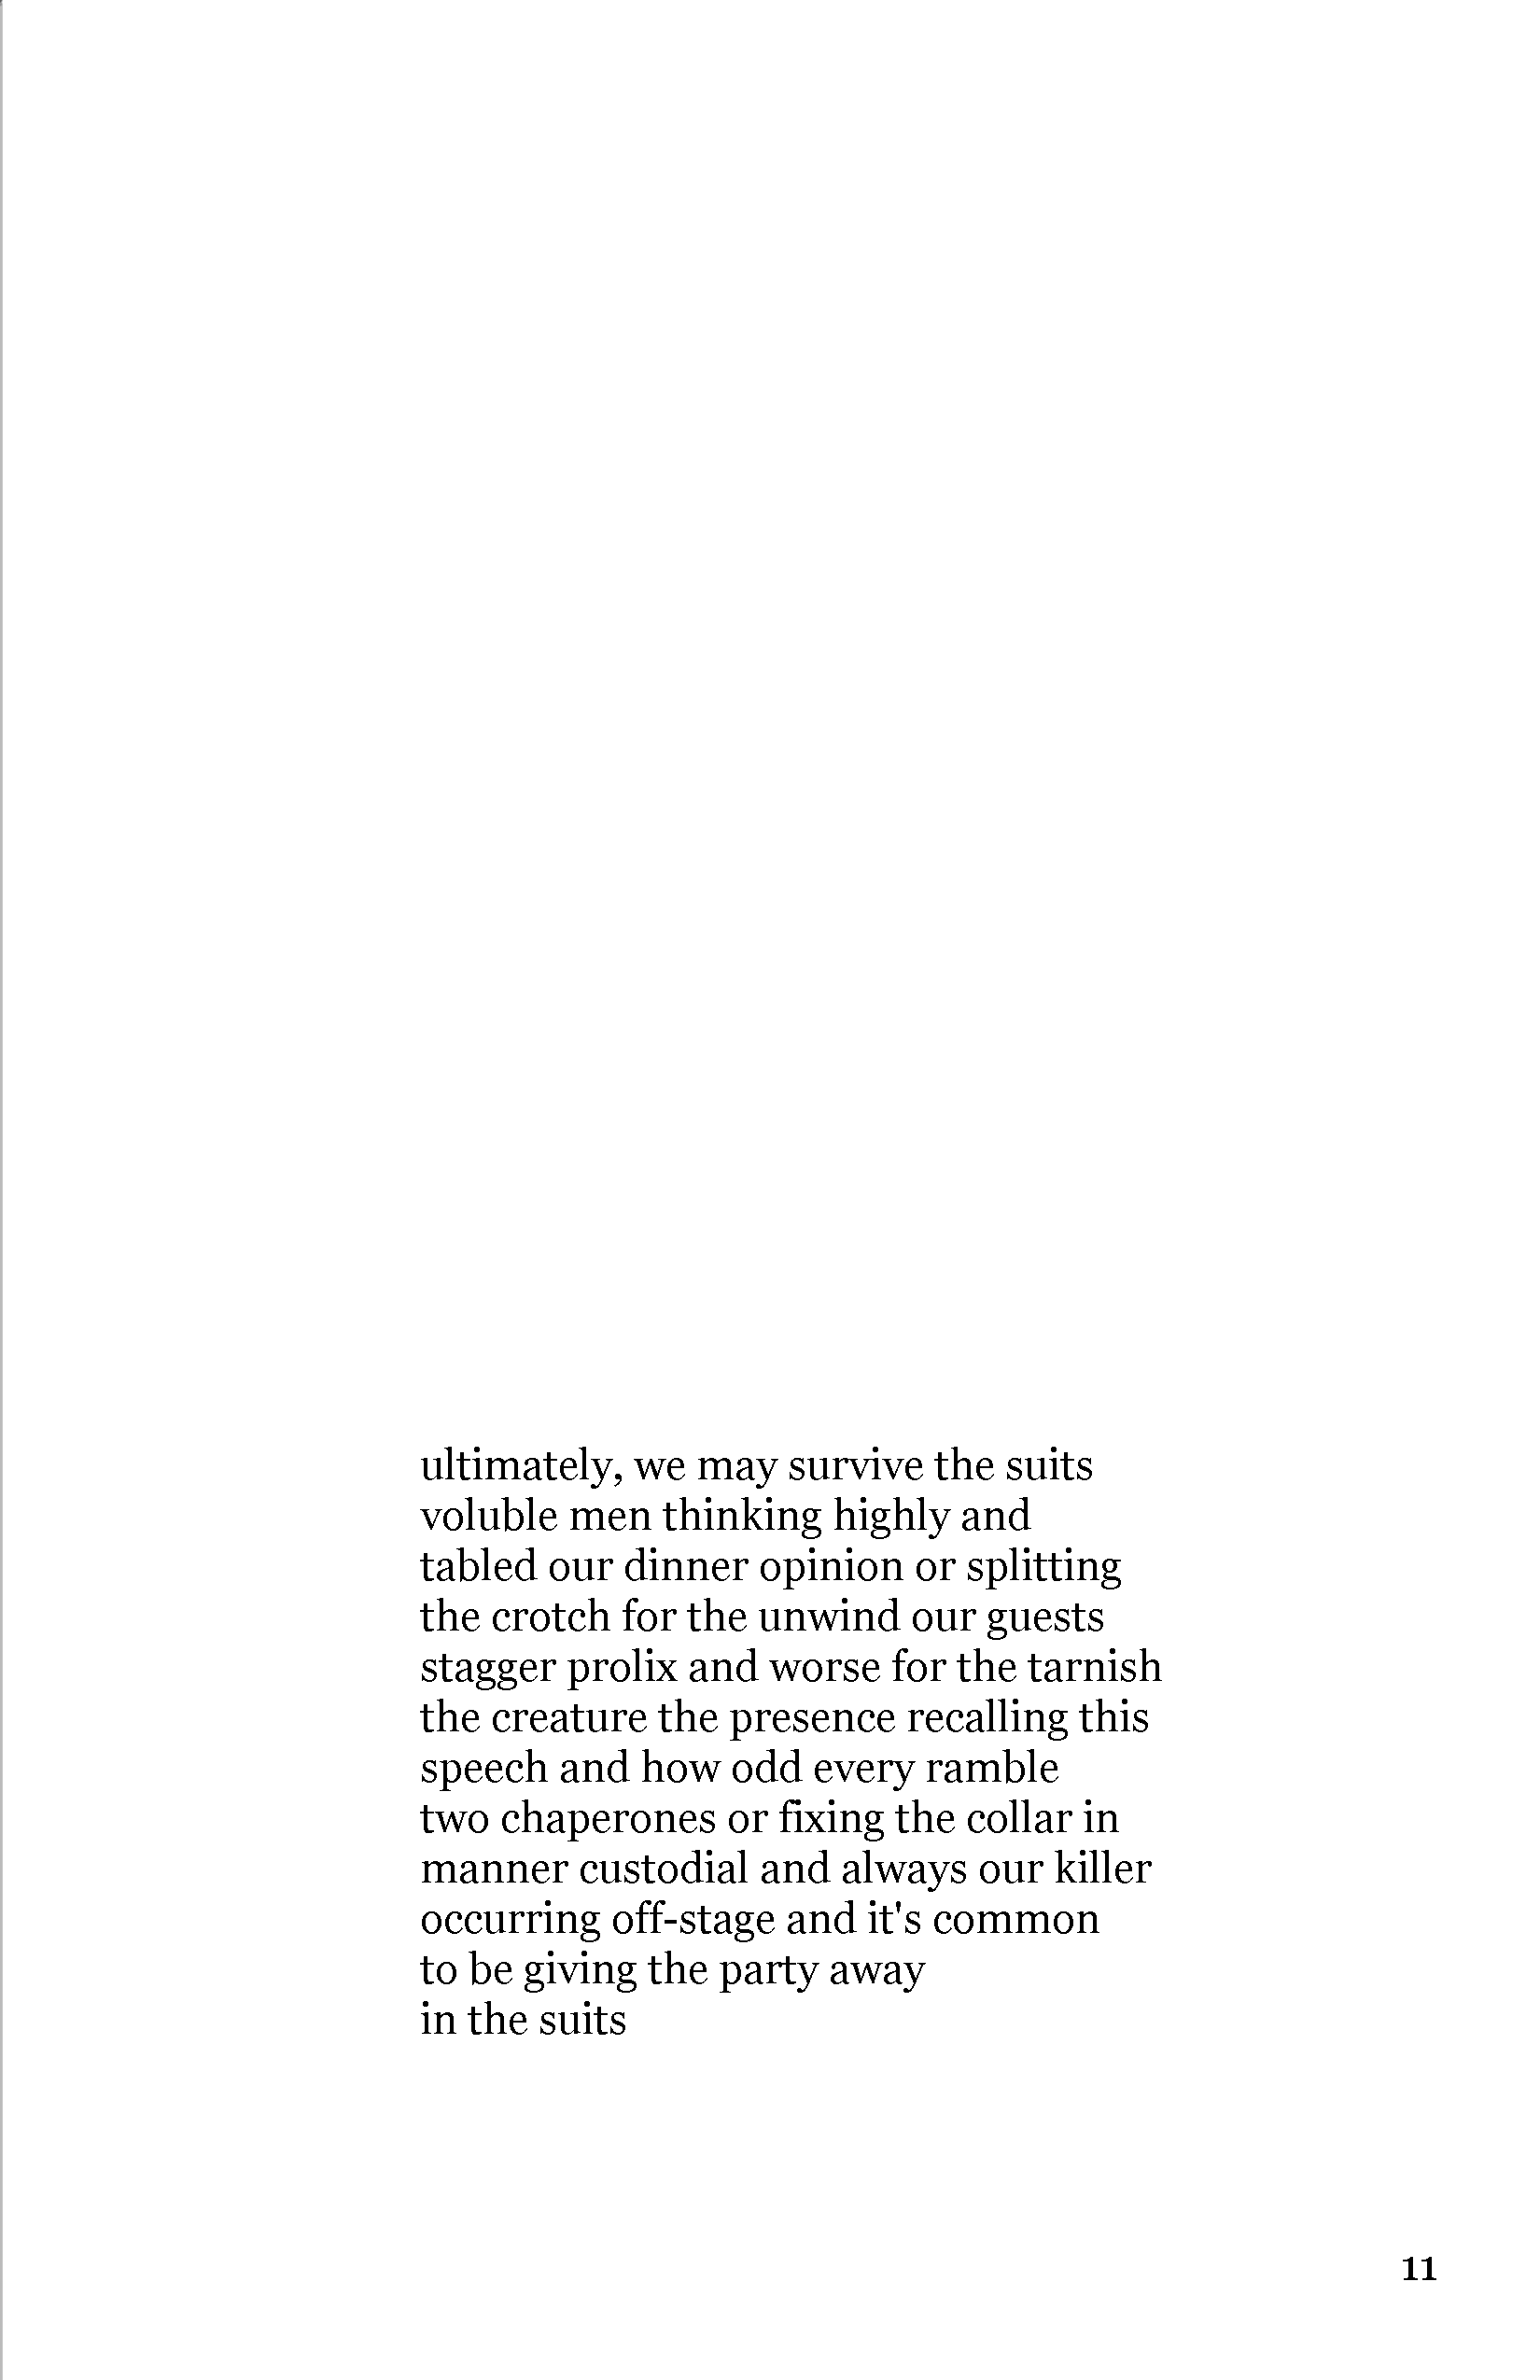 ultimately, we may survive the suits
voluble men thinking highly and
tabled our dinner opinion or splitting
the crotch for the unwind our guests
stagger prolix and worse for the tarnish
the creature the presence recalling this
speech and how odd every ramble
two chaperones or fixing the collar in
manner custodial and always our killer
occurring off-stage and it's common
to be giving the party away
in the suits
11